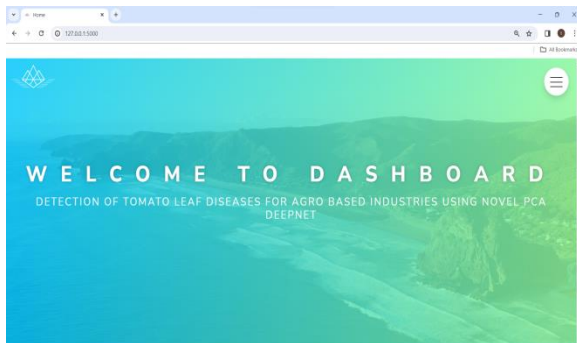 Home
127.0.0.1:5000
All Bookmarks
WELCOME TO DASHBOARD
DETECTION OF TOMATO LEAF DISEASES FOR AGRO BASED INDUSTRIES USING NOVEL PCA
DEEPNET